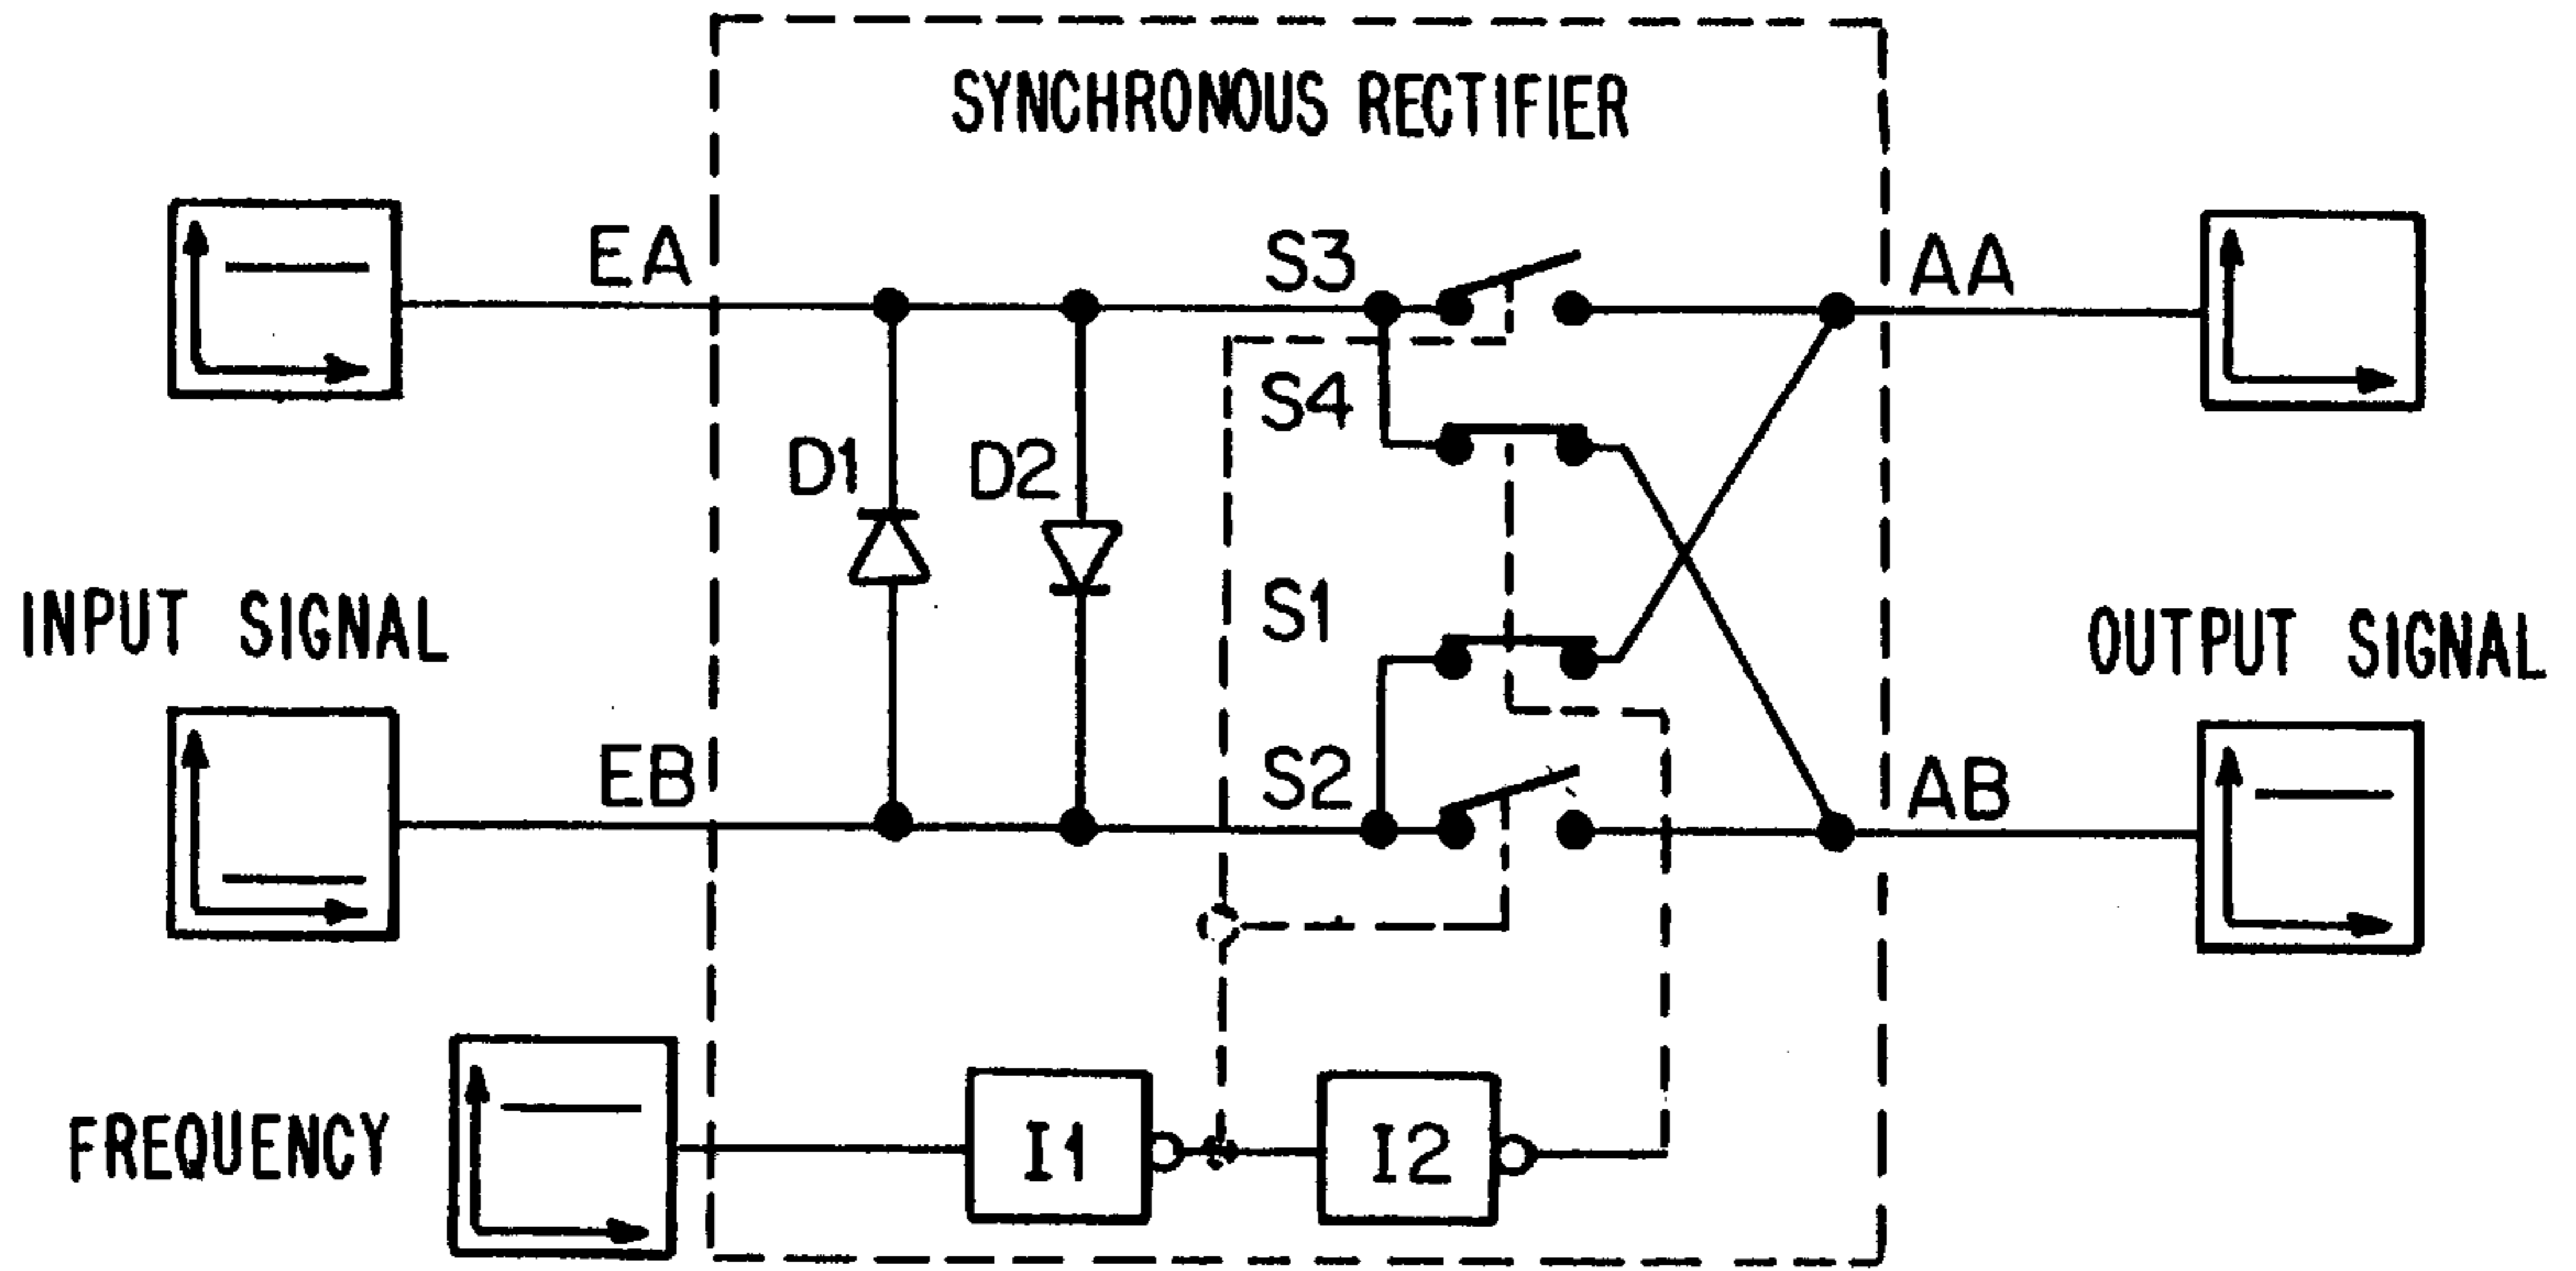 SYNCHRONOUS RECTIFIER
EA
S3
AA
S4
D1
D2
INPUT SIGNAL
S1
OUTPUT SIGNAL
EB
S2
AB
FREQUENCY
I1
I2